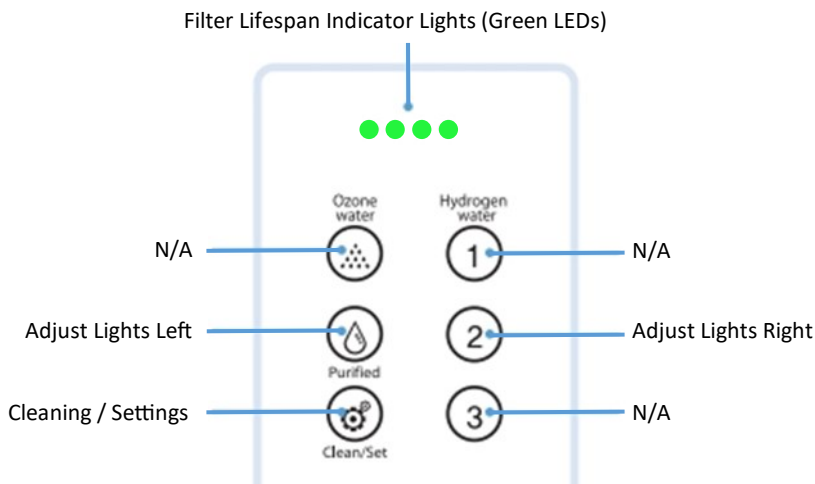 Filter Lifespan Indicator Lights (Green LEDs)
Ozone
water
Hydrogen
water
N/A
1
N/A
Adjust Lights Left
2
Adjust Lights Right
Purified
Cleaning / Settings
3
N/A
Clean/Set